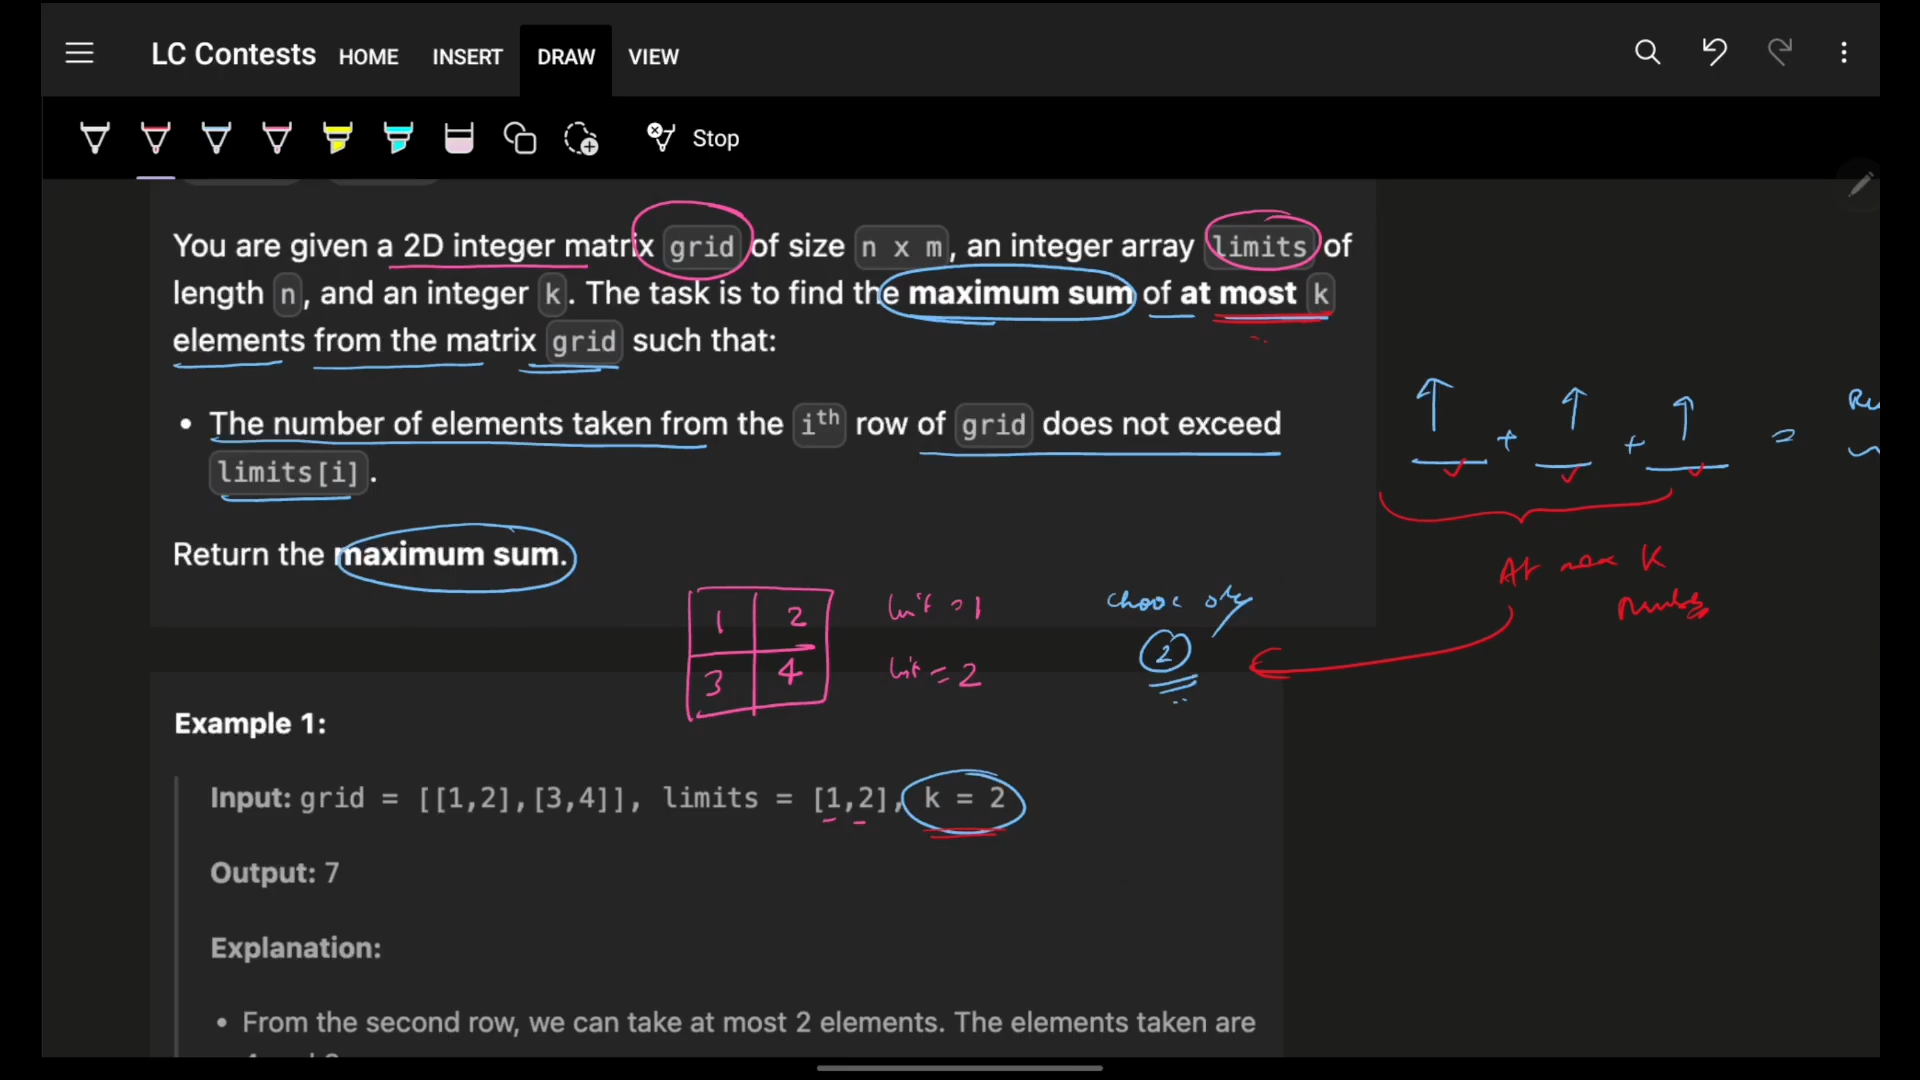 LC Contests HOME INSERT DRAW VIEW
Stop
You are given a 2D integer matrix grid of size n x m, an integer array limits of
length n, and an integer k. The task is to find the maximum sum of at most k
elements from the matrix grid such that:
• The number of elements taken from the ith row of grid does not exceed
limits[i].
+ + =
Return the maximum sum.
At max K
numbers
1 2 limit = 1 choose only
3 4 limit = 2 2
Example 1:
Input: grid = [[1,2],[3,4]], limits = [1,2], k = 2
Output: 7
Explanation:
• From the second row, we can take at most 2 elements. The elements taken are